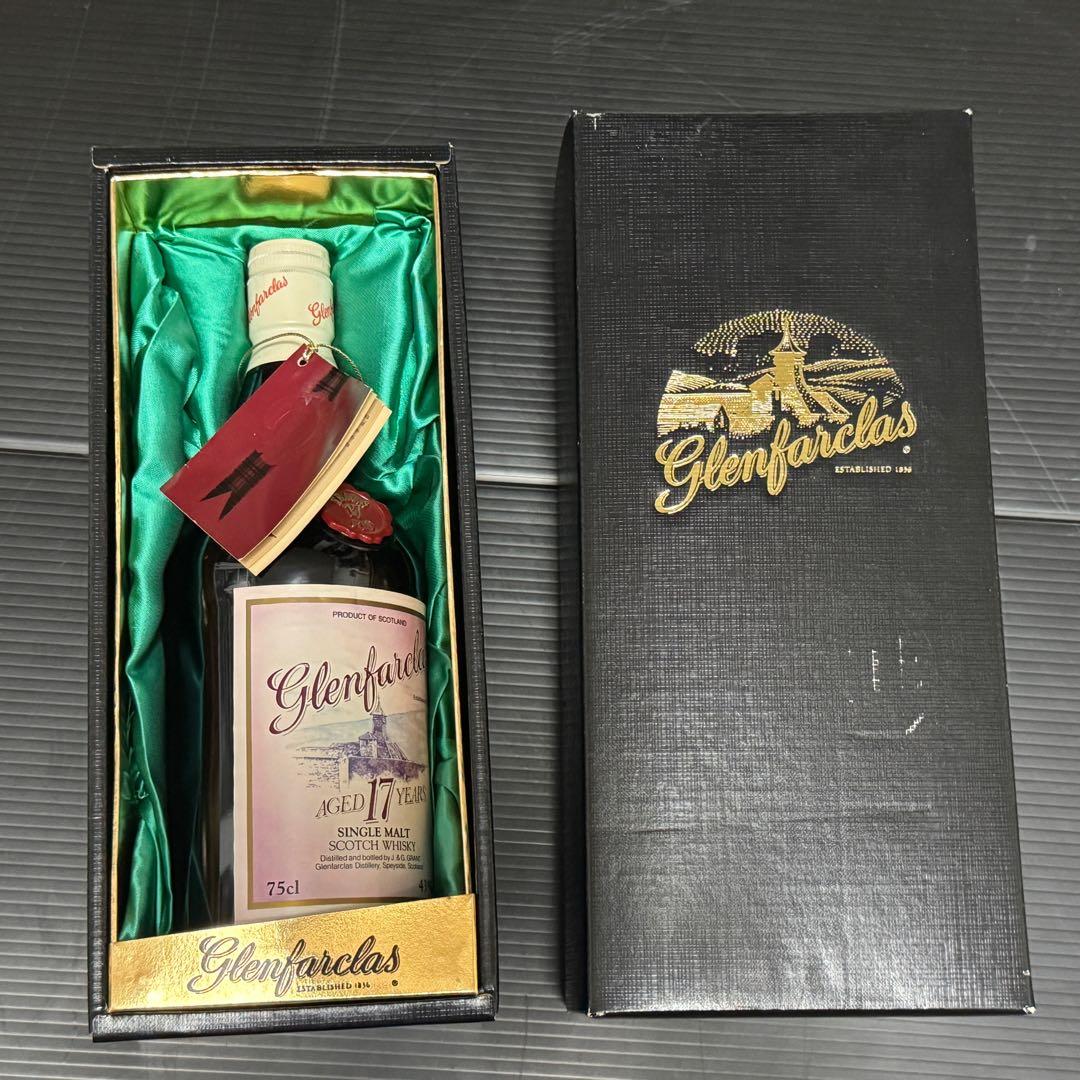 Glenfarclas
PRODUCT OF SCOTLAND
Glenfarclas
AGED 17 YEARS
SINGLE MALT
SCOTCH WHISKY
Distilled and bottled by J. & G. GRANT
Glenfarclas Distillery, Speyside, Scotland
75cl
Glenfarclas
ESTABLISHED 1836
Glenfarclas
ESTABLISHED 1836